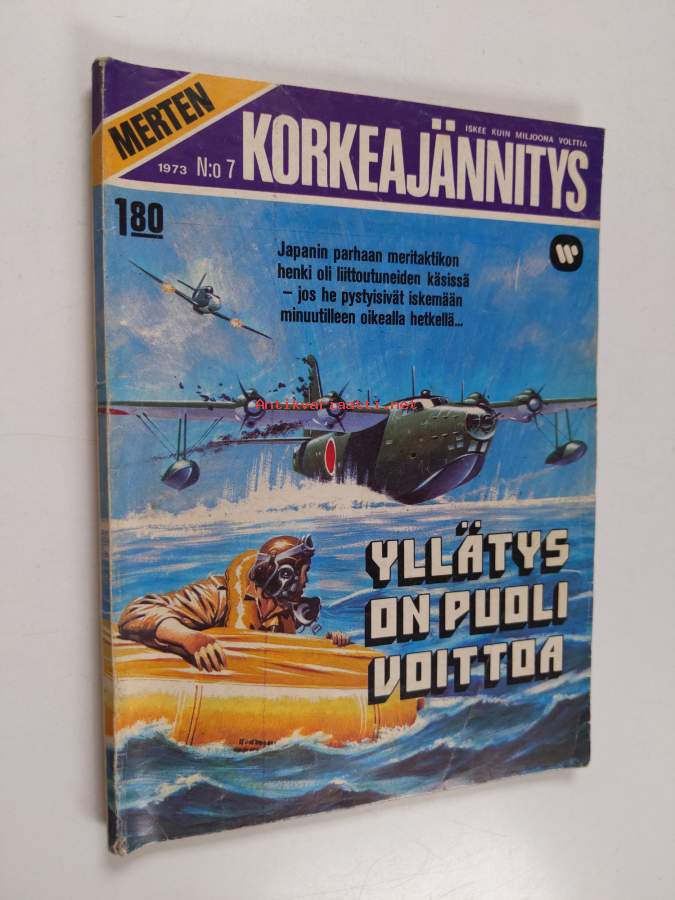 MERTEN
1973 N:o 7
KORKEAJÄNNITYS
ISKEE KUIN MILJOONA VOLTTIA
1 80
Japanin parhaan meritaktikon
henki oli liittoutuneiden käsissä
– jos he pystyisivät iskemään
minuutilleen oikealla hetkellä...
Antikvariaatti.net
YLLÄTYS
ON PUOLI
VOITTOA